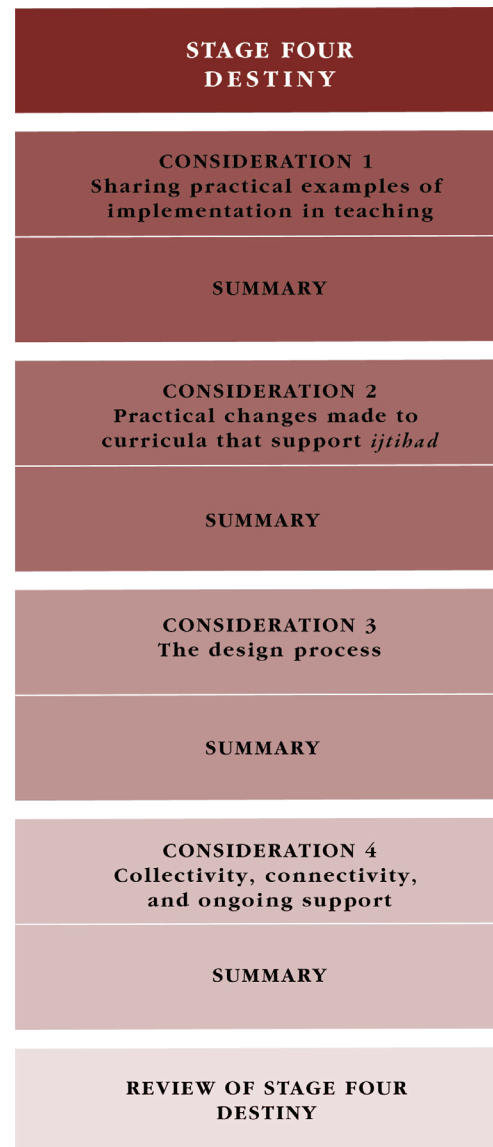 STAGE FOUR
DESTINY
CONSIDERATION 1
Sharing practical examples of
implementation in teaching
SUMMARY
CONSIDERATION 2
Practical changes made to
curricula that support ijtihad
SUMMARY
CONSIDERATION 3
The design process
SUMMARY
CONSIDERATION 4
Collectivity, connectivity,
and ongoing support
SUMMARY
REVIEW OF STAGE FOUR
DESTINY